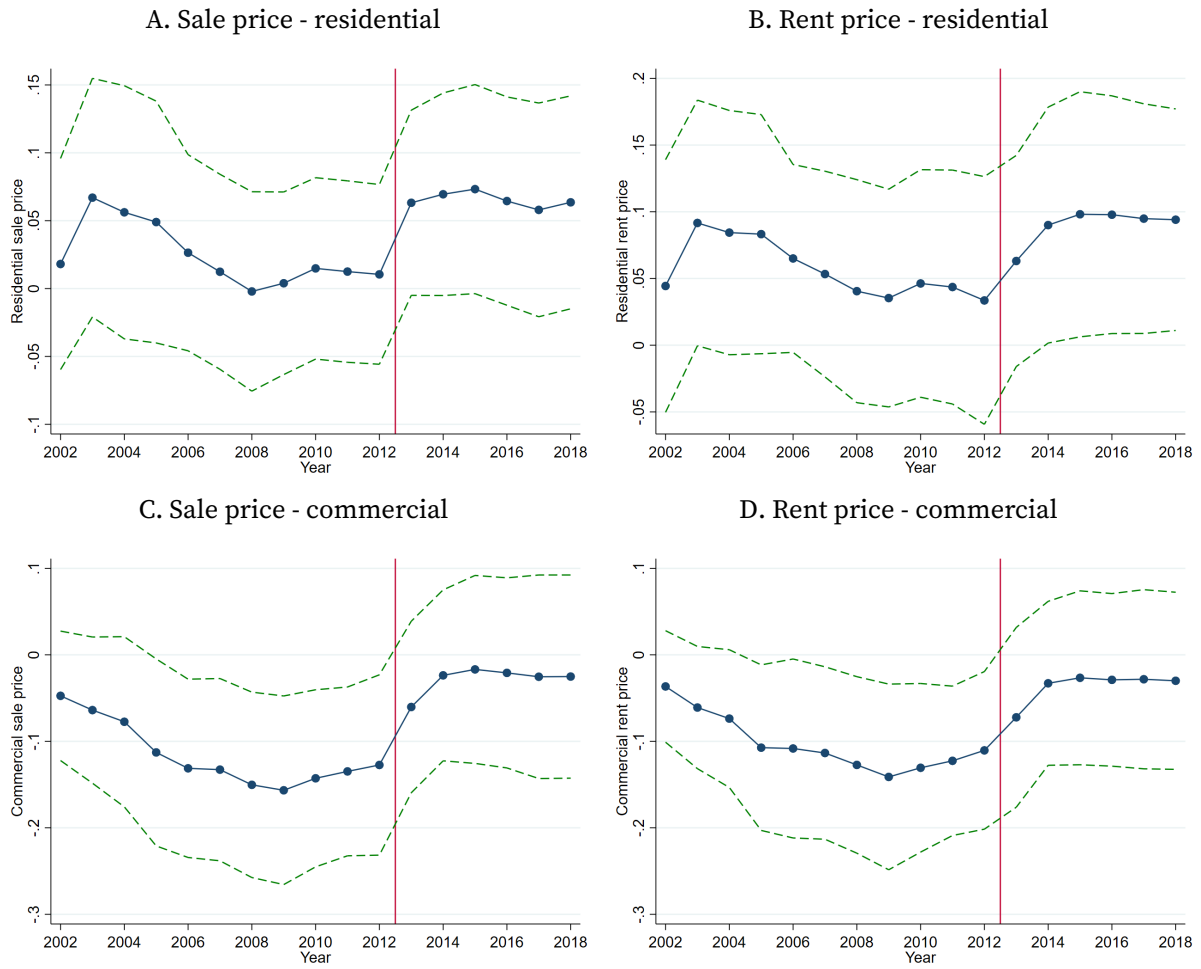 A. Sale price - residential
Residential sale price
.15
.1
.05
0
-.05
-.1
2002 2004 2006 2008 2010 2012 2014 2016 2018
Year
B. Rent price - residential
Residential rent price
.2
.15
.1
.05
0
-.05
2002 2004 2006 2008 2010 2012 2014 2016 2018
Year
C. Sale price - commercial
Commercial sale price
.1
0
-.1
-.2
-.3
2002 2004 2006 2008 2010 2012 2014 2016 2018
Year
D. Rent price - commercial
Commercial rent price
.1
0
-.1
-.2
-.3
2002 2004 2006 2008 2010 2012 2014 2016 2018
Year